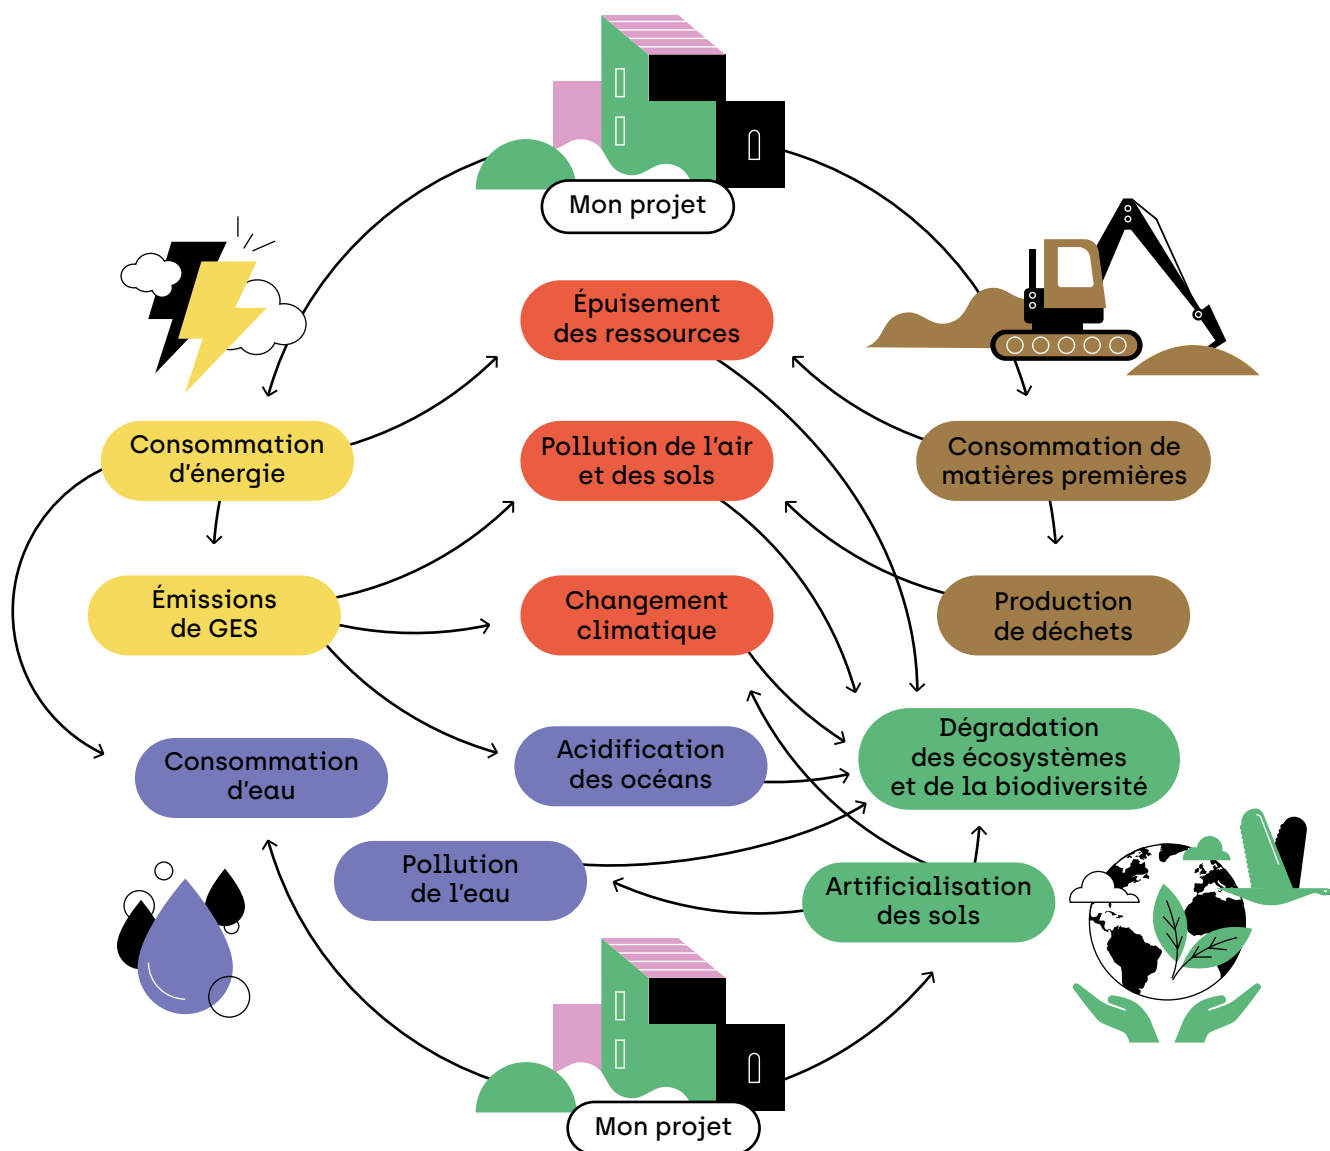 Mon projet
Épuisement
des ressources
Consommation
d'énergie
Pollution de l'air
et des sols
Consommation de
matières premières
Émissions
de GES
Changement
climatique
Production
de déchets
Consommation
d'eau
Acidification
des océans
Dégradation
des écosystèmes
et de la biodiversité
Pollution
de l'eau
Artificialisation
des sols
Mon projet